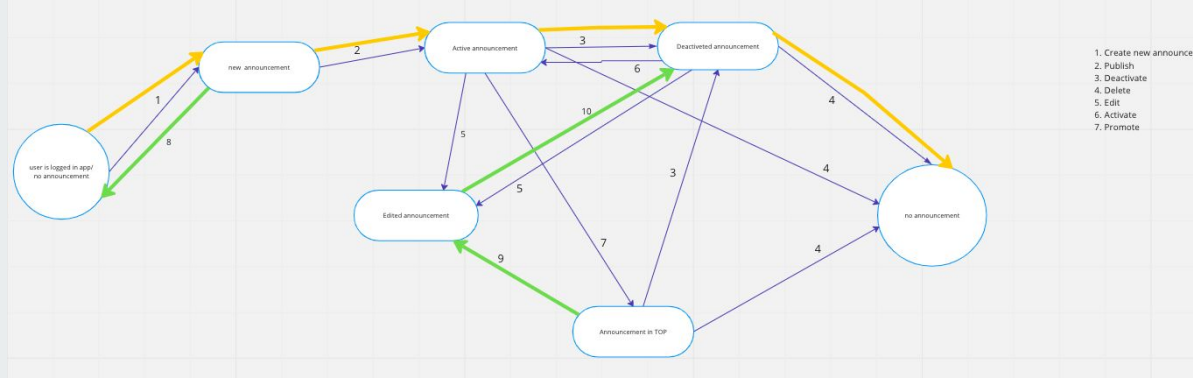 new announcement
1
8
user is logged in app/
no announcement
2
Active announcement
3
6
Deactiveted announcement
4
5
10
5
4
3
Edited announcement
7
9
Announcement in TOP
4
no announcement
1. Create new announce
2. Publish
3. Deactivate
4. Delete
5. Edit
6. Activate
7. Promote